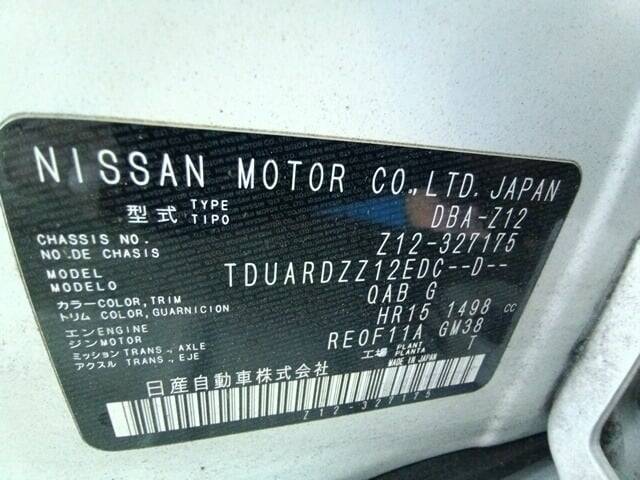 NISSAN MOTOR CO.,LTD. JAPAN
型式 TYPE TIPO DBA-Z12
CHASSIS NO.
NO.DE CHASIS Z12-327175
MODEL
MODELO TDUARDZZ12EDC--D--
カラー COLOR, TRIM
トリム COLOR, GUARNICION QAB G
エンジン ENGINE MOTOR HR15 1498 cc
ミッション TRANS., AXLE
アクスル TRANS., EJE RE0F11A GM38
工場 PLANT PLANTA T
MADE IN JAPAN
日産自動車株式会社
Z12-327175